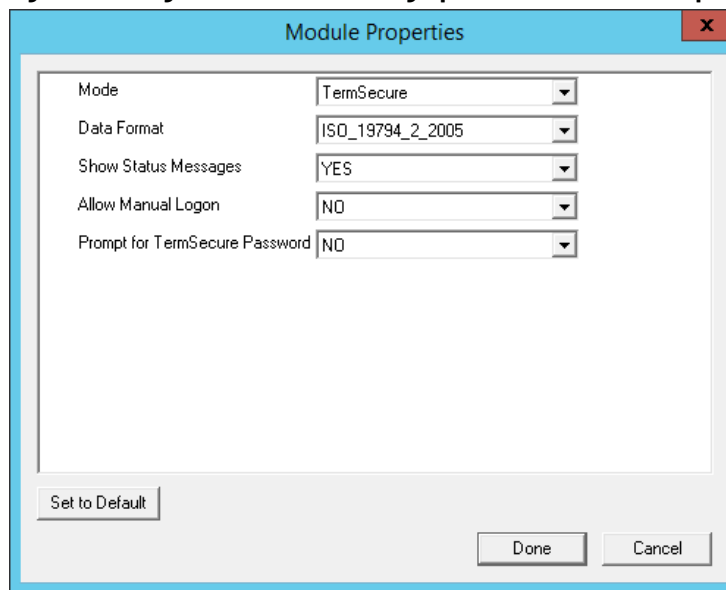 Module Properties
x
Mode TermSecure
Data Format ISO_19794_2_2005
Show Status Messages YES
Allow Manual Logon NO
Prompt for TermSecure Password NO
Set to Default
Done Cancel